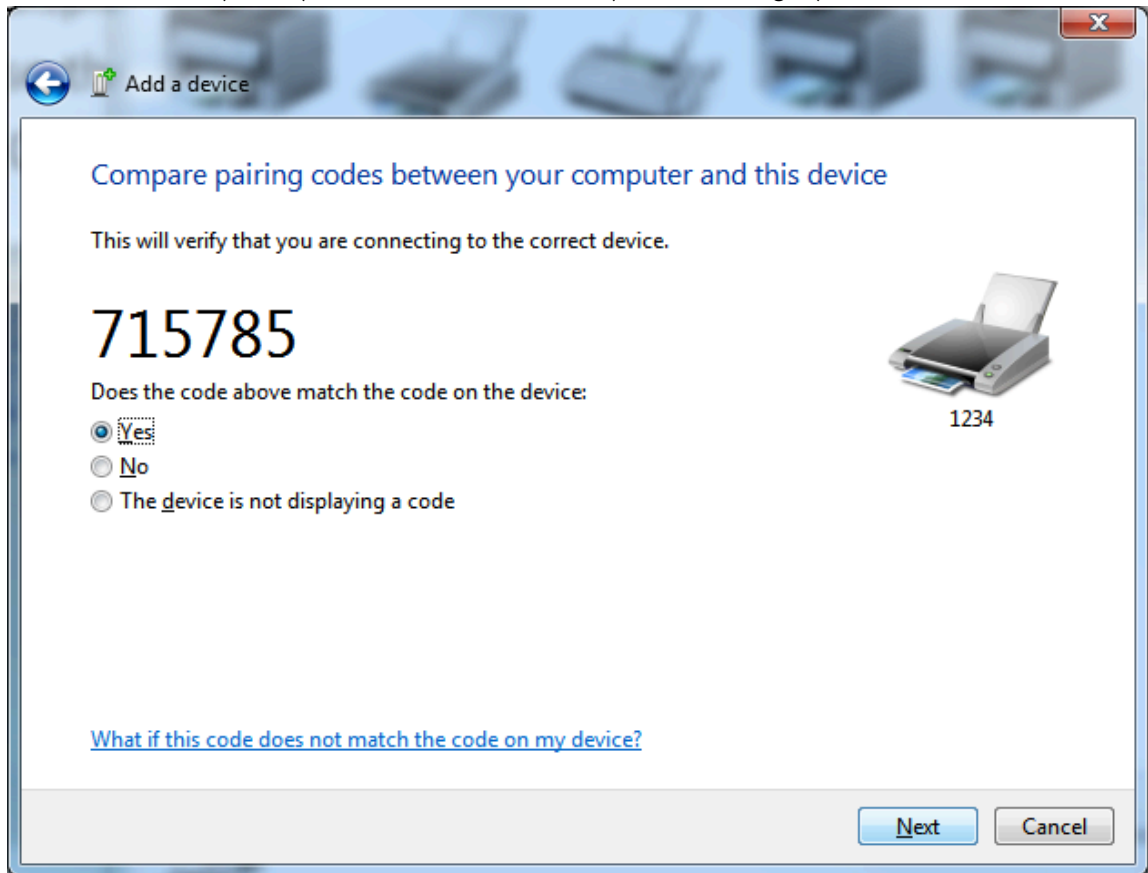 X
Add a device
Compare pairing codes between your computer and this device
This will verify that you are connecting to the correct device.
715785
Does the code above match the code on the device:
1234
Yes
No
The device is not displaying a code
What if this code does not match the code on my device?
Next Cancel